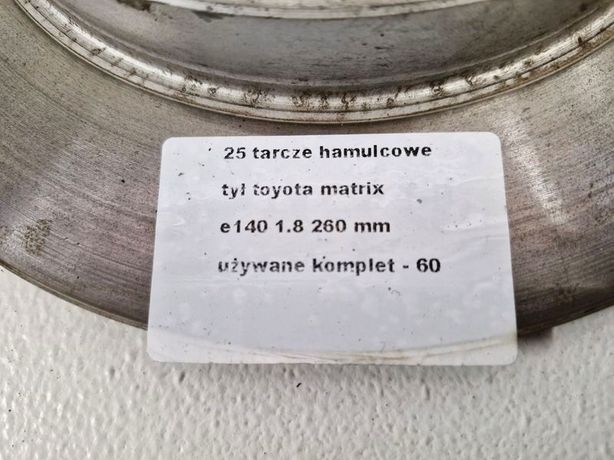 25 tarcze hamulcowe
tył toyota matrix
e140 1.8 260 mm
używane komplet - 60